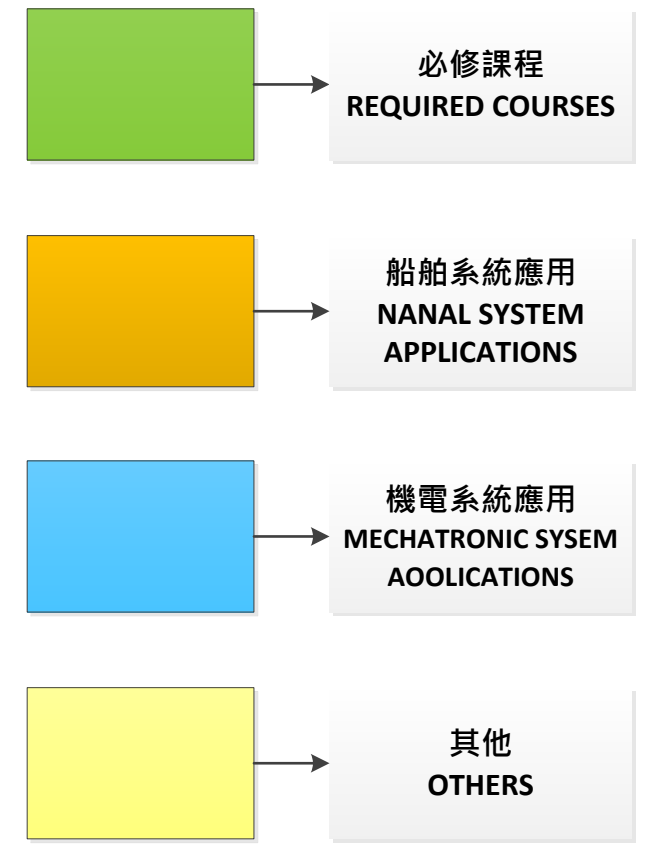 必修課程
REQUIRED COURSES
船舶系統應用
NANAL SYSTEM
APPLICATIONS
機電系統應用
MECHATRONIC SYSEM
AOOLICATIONS
其他
OTHERS